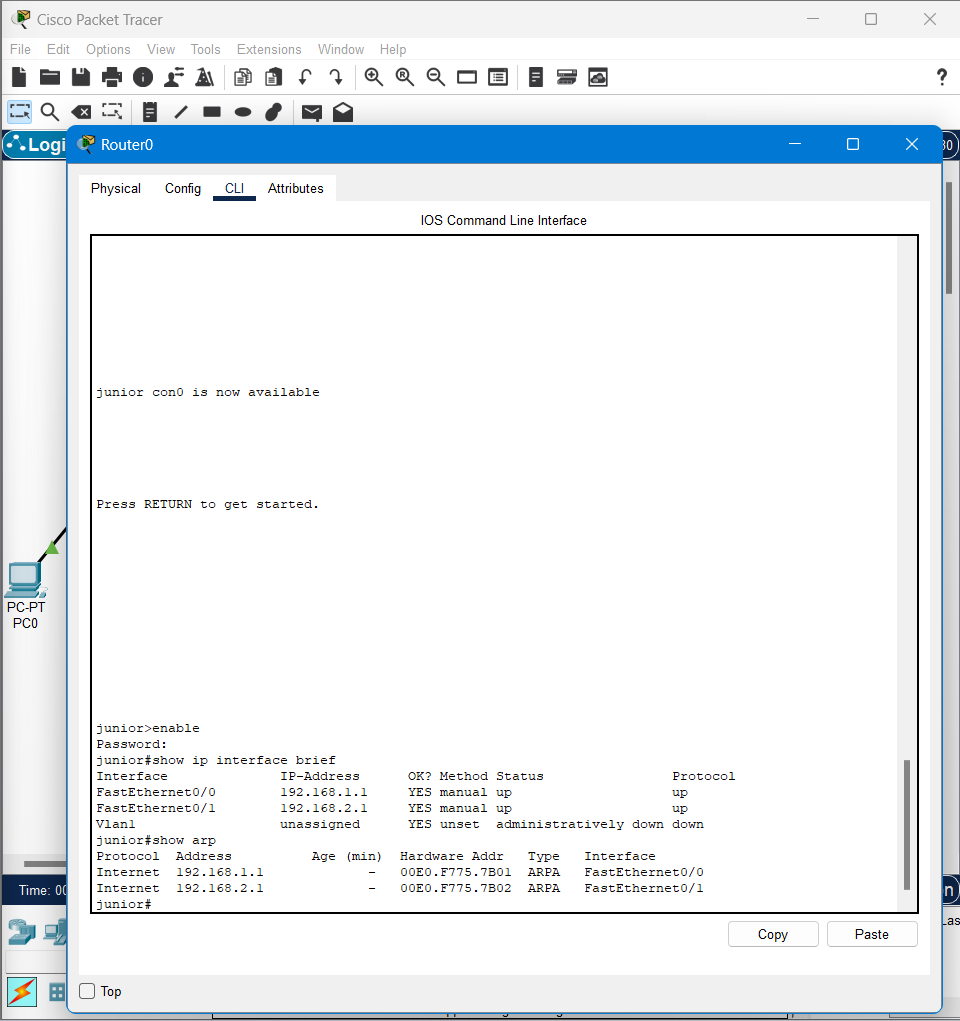 Cisco Packet Tracer
File Edit Options View Tools Extensions Window Help
?
Logi
Router0
Physical Config CLI Attributes
IOS Command Line Interface
junior con0 is now available
Press RETURN to get started.
PC-PT
PC0
junior>enable
Password:
junior#show ip interface brief
Interface IP-Address OK? Method Status Protocol
FastEthernet0/0 192.168.1.1 YES manual up up
FastEthernet0/1 192.168.2.1 YES manual up up
Vlan1 unassigned YES unset administratively down down
junior#show arp
Protocol Address Age (min) Hardware Addr Type Interface
Internet 192.168.1.1 - 00E0.F775.7B01 ARPA FastEthernet0/0
Internet 192.168.2.1 - 00E0.F775.7B02 ARPA FastEthernet0/1
junior#
Time: 00
n
Las
Copy Paste
Top